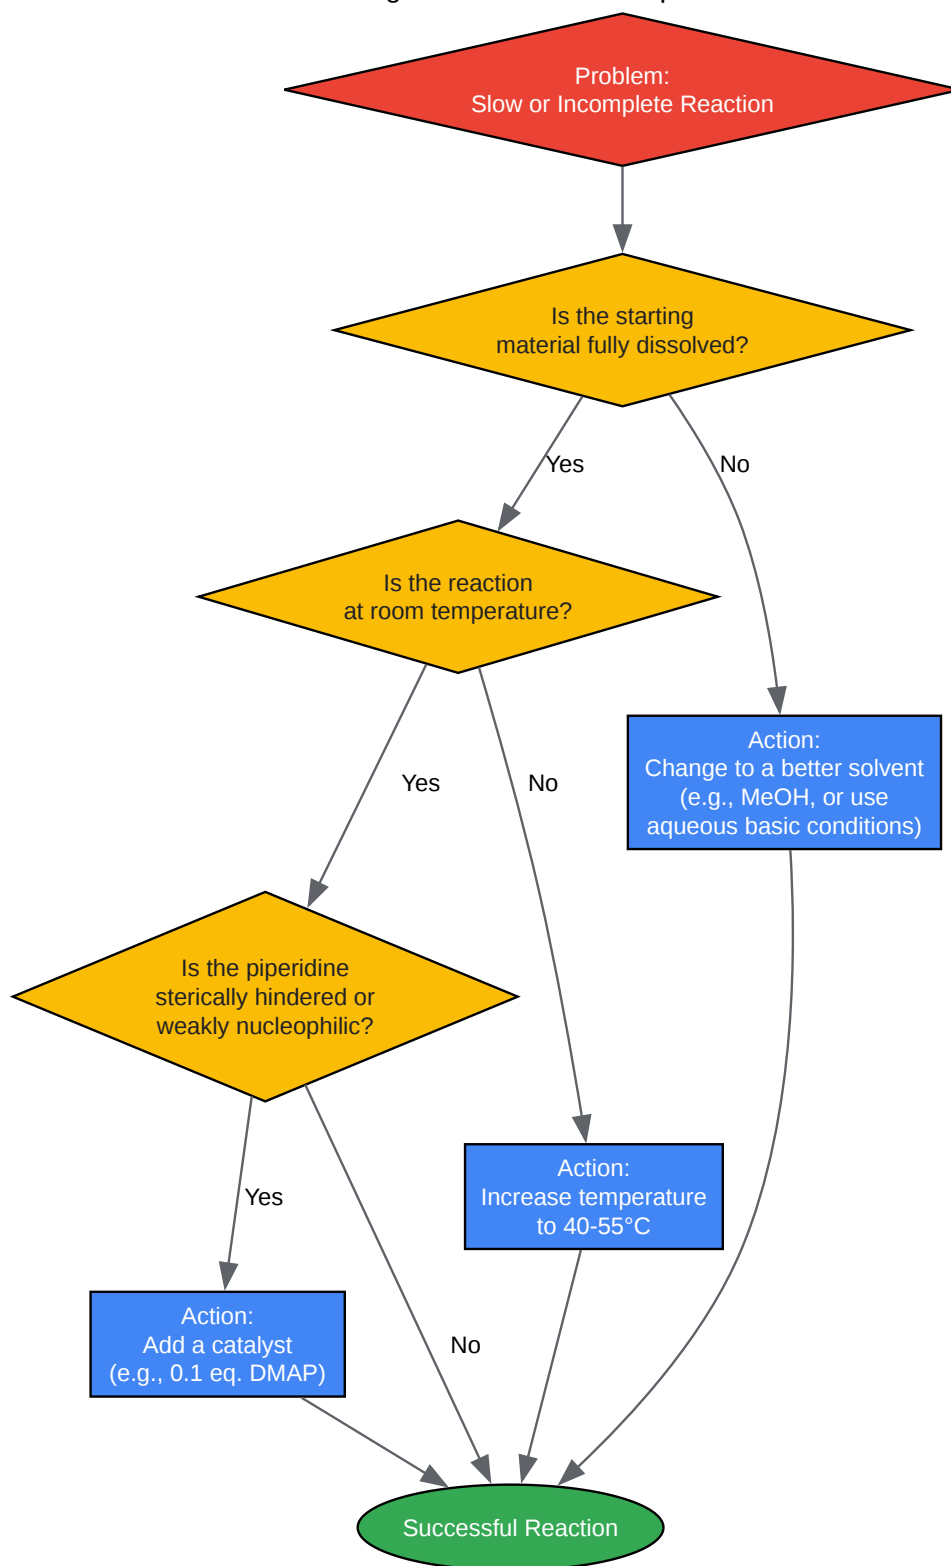 Problem:
Slow or Incomplete Reaction
Is the starting
material fully dissolved?
Yes
No
Is the reaction
at room temperature?
Action:
Change to a better solvent
(e.g., MeOH, or use
aqueous basic conditions)
Yes
No
Is the piperidine
sterically hindered or
weakly nucleophilic?
Action:
Increase temperature
to 40-55°C
Yes
Action:
Add a catalyst
(e.g., 0.1 eq. DMAP)
No
Successful Reaction